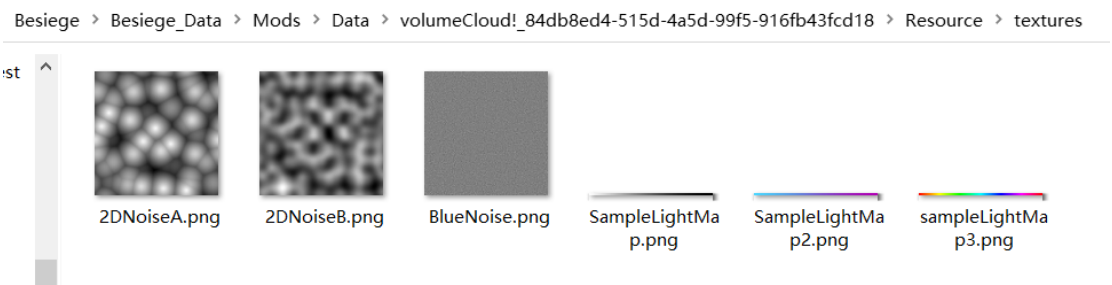 Besiege > Besiege_Data > Mods > Data > volumeCloud!_84db8ed4-515d-4a5d-99f5-916fb43fcd18 > Resource > textures
est
2DNoiseA.png
2DNoiseB.png
BlueNoise.png
SampleLightMa
p.png
SampleLightMa
p2.png
sampleLightMa
p3.png